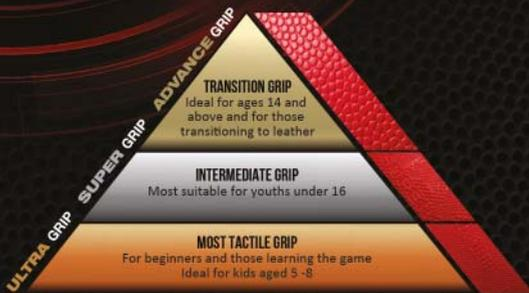 ADVANCE GRIP
TRANSITION GRIP
Ideal for ages 14 and
above and for those
transitioning to leather
SUPER GRIP
INTERMEDIATE GRIP
Most suitable for youths under 16
ULTRA GRIP
MOST TACTILE GRIP
For beginners and those learning the game
Ideal for kids aged 5 -8